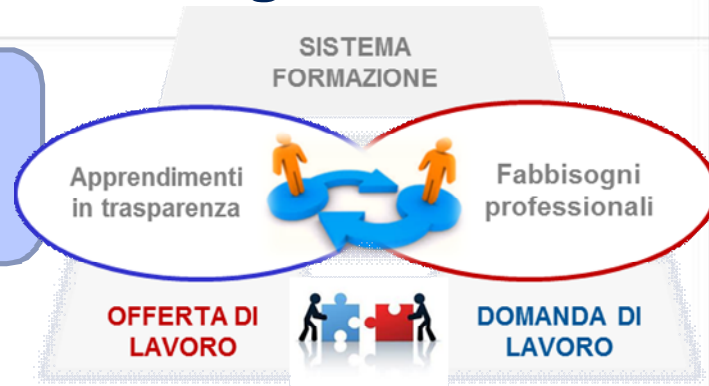 SISTEMA
FORMAZIONE
Apprendimenti
in trasparenza
Fabbisogni
professionali
OFFERTA DI
LAVORO
DOMANDA DI
LAVORO